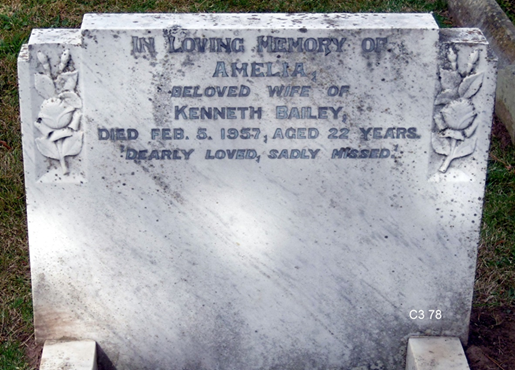 In Loving Memory of
Amelia,
BELOVED WIFE OF
Kenneth Bailey
Died Feb. 5. 1957, aged 22 years.
Dearly loved, sadly missed.
C3 78